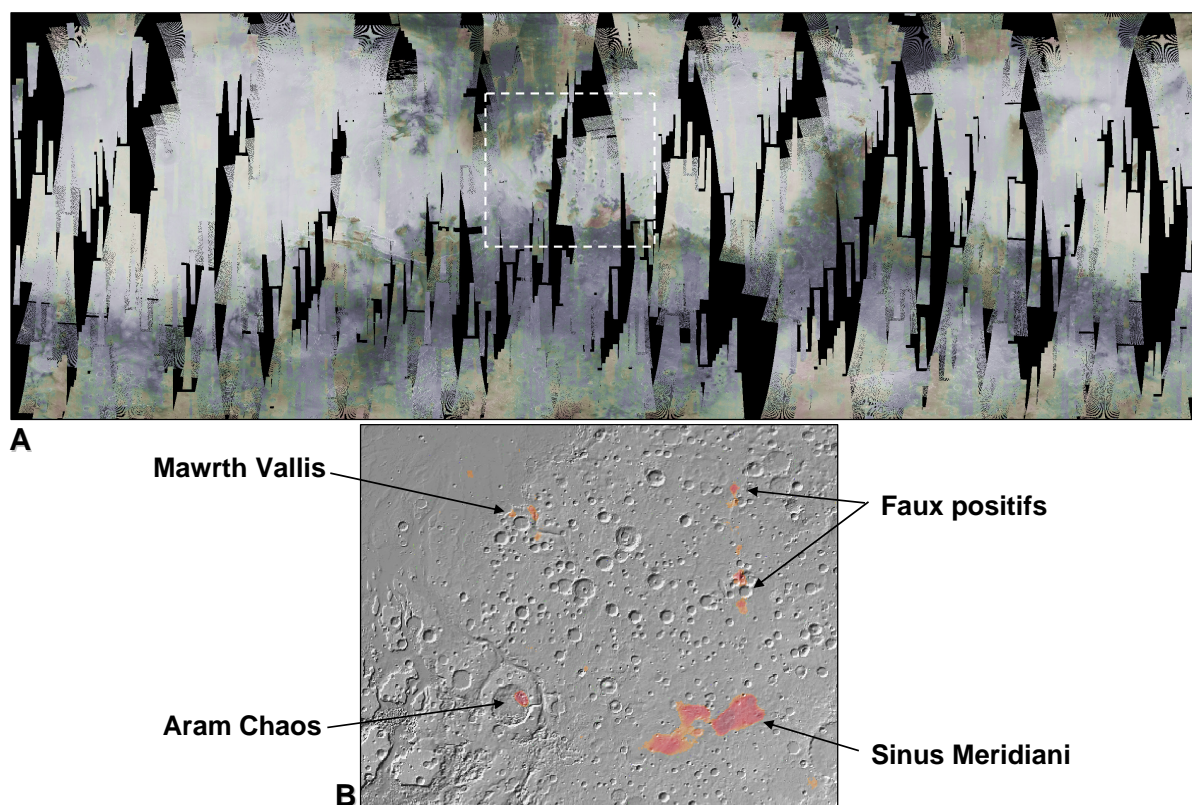 A
Mawrth Vallis
Faux positifs
Aram Chaos
Sinus Meridiani
B